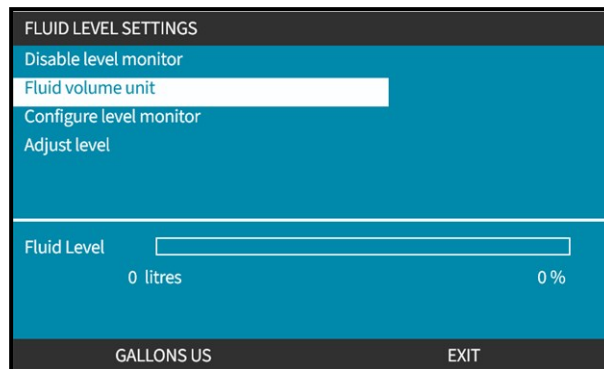 FLUID LEVEL SETTINGS
Disable level monitor
Fluid volume unit
Configure level monitor
Adjust level
Fluid Level
0 litres 0 %
GALLONS US EXIT